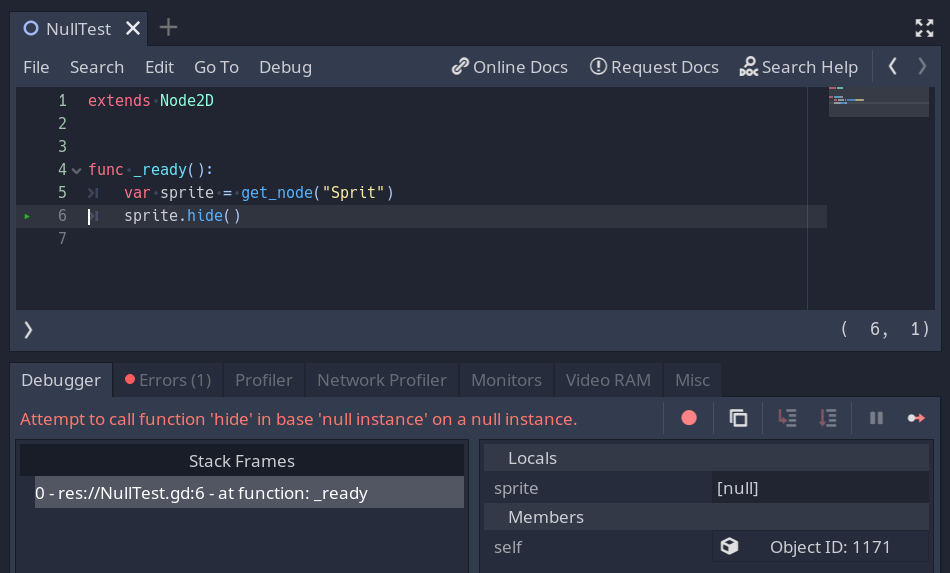 NullTest
File Search Edit Go To Debug Online Docs Request Docs Search Help
1 extends Node2D
2
3
4 func _ready():
5 var sprite = get_node("Sprit")
6 sprite.hide()
7
( 6, 1)
Debugger Errors (1) Profiler Network Profiler Monitors Video RAM Misc
Attempt to call function 'hide' in base 'null instance' on a null instance.
Stack Frames
0 - res://NullTest.gd:6 - at function: _ready
Locals
sprite [null]
Members
self Object ID: 1171